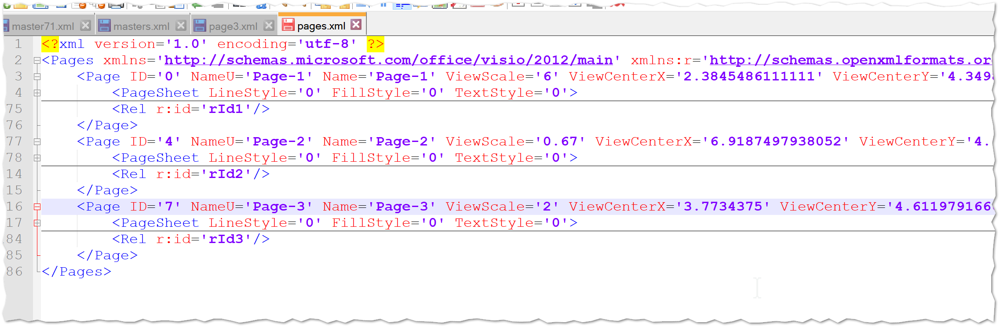 master71.xml masters.xml page3.xml pages.xml
1 <?xml version='1.0' encoding='utf-8' ?>
2 <Pages xmlns='http://schemas.microsoft.com/office/visio/2012/main' xmlns:r='http://schemas.openxmlformats.or
3 <Page ID='0' NameU='Page-1' Name='Page-1' ViewScale='6' ViewCenterX='2.3845486111111' ViewCenterY='4.349
4 <PageSheet LineStyle='0' FillStyle='0' TextStyle='0'>
75 <Rel r:id='rId1'/>
76 </Page>
77 <Page ID='4' NameU='Page-2' Name='Page-2' ViewScale='0.67' ViewCenterX='6.9187497938052' ViewCenterY='4.
78 <PageSheet LineStyle='0' FillStyle='0' TextStyle='0'>
14 <Rel r:id='rId2'/>
15 </Page>
16 <Page ID='7' NameU='Page-3' Name='Page-3' ViewScale='2' ViewCenterX='3.7734375' ViewCenterY='4.611979166
17 <PageSheet LineStyle='0' FillStyle='0' TextStyle='0'>
84 <Rel r:id='rId3'/>
85 </Page>
86 </Pages>